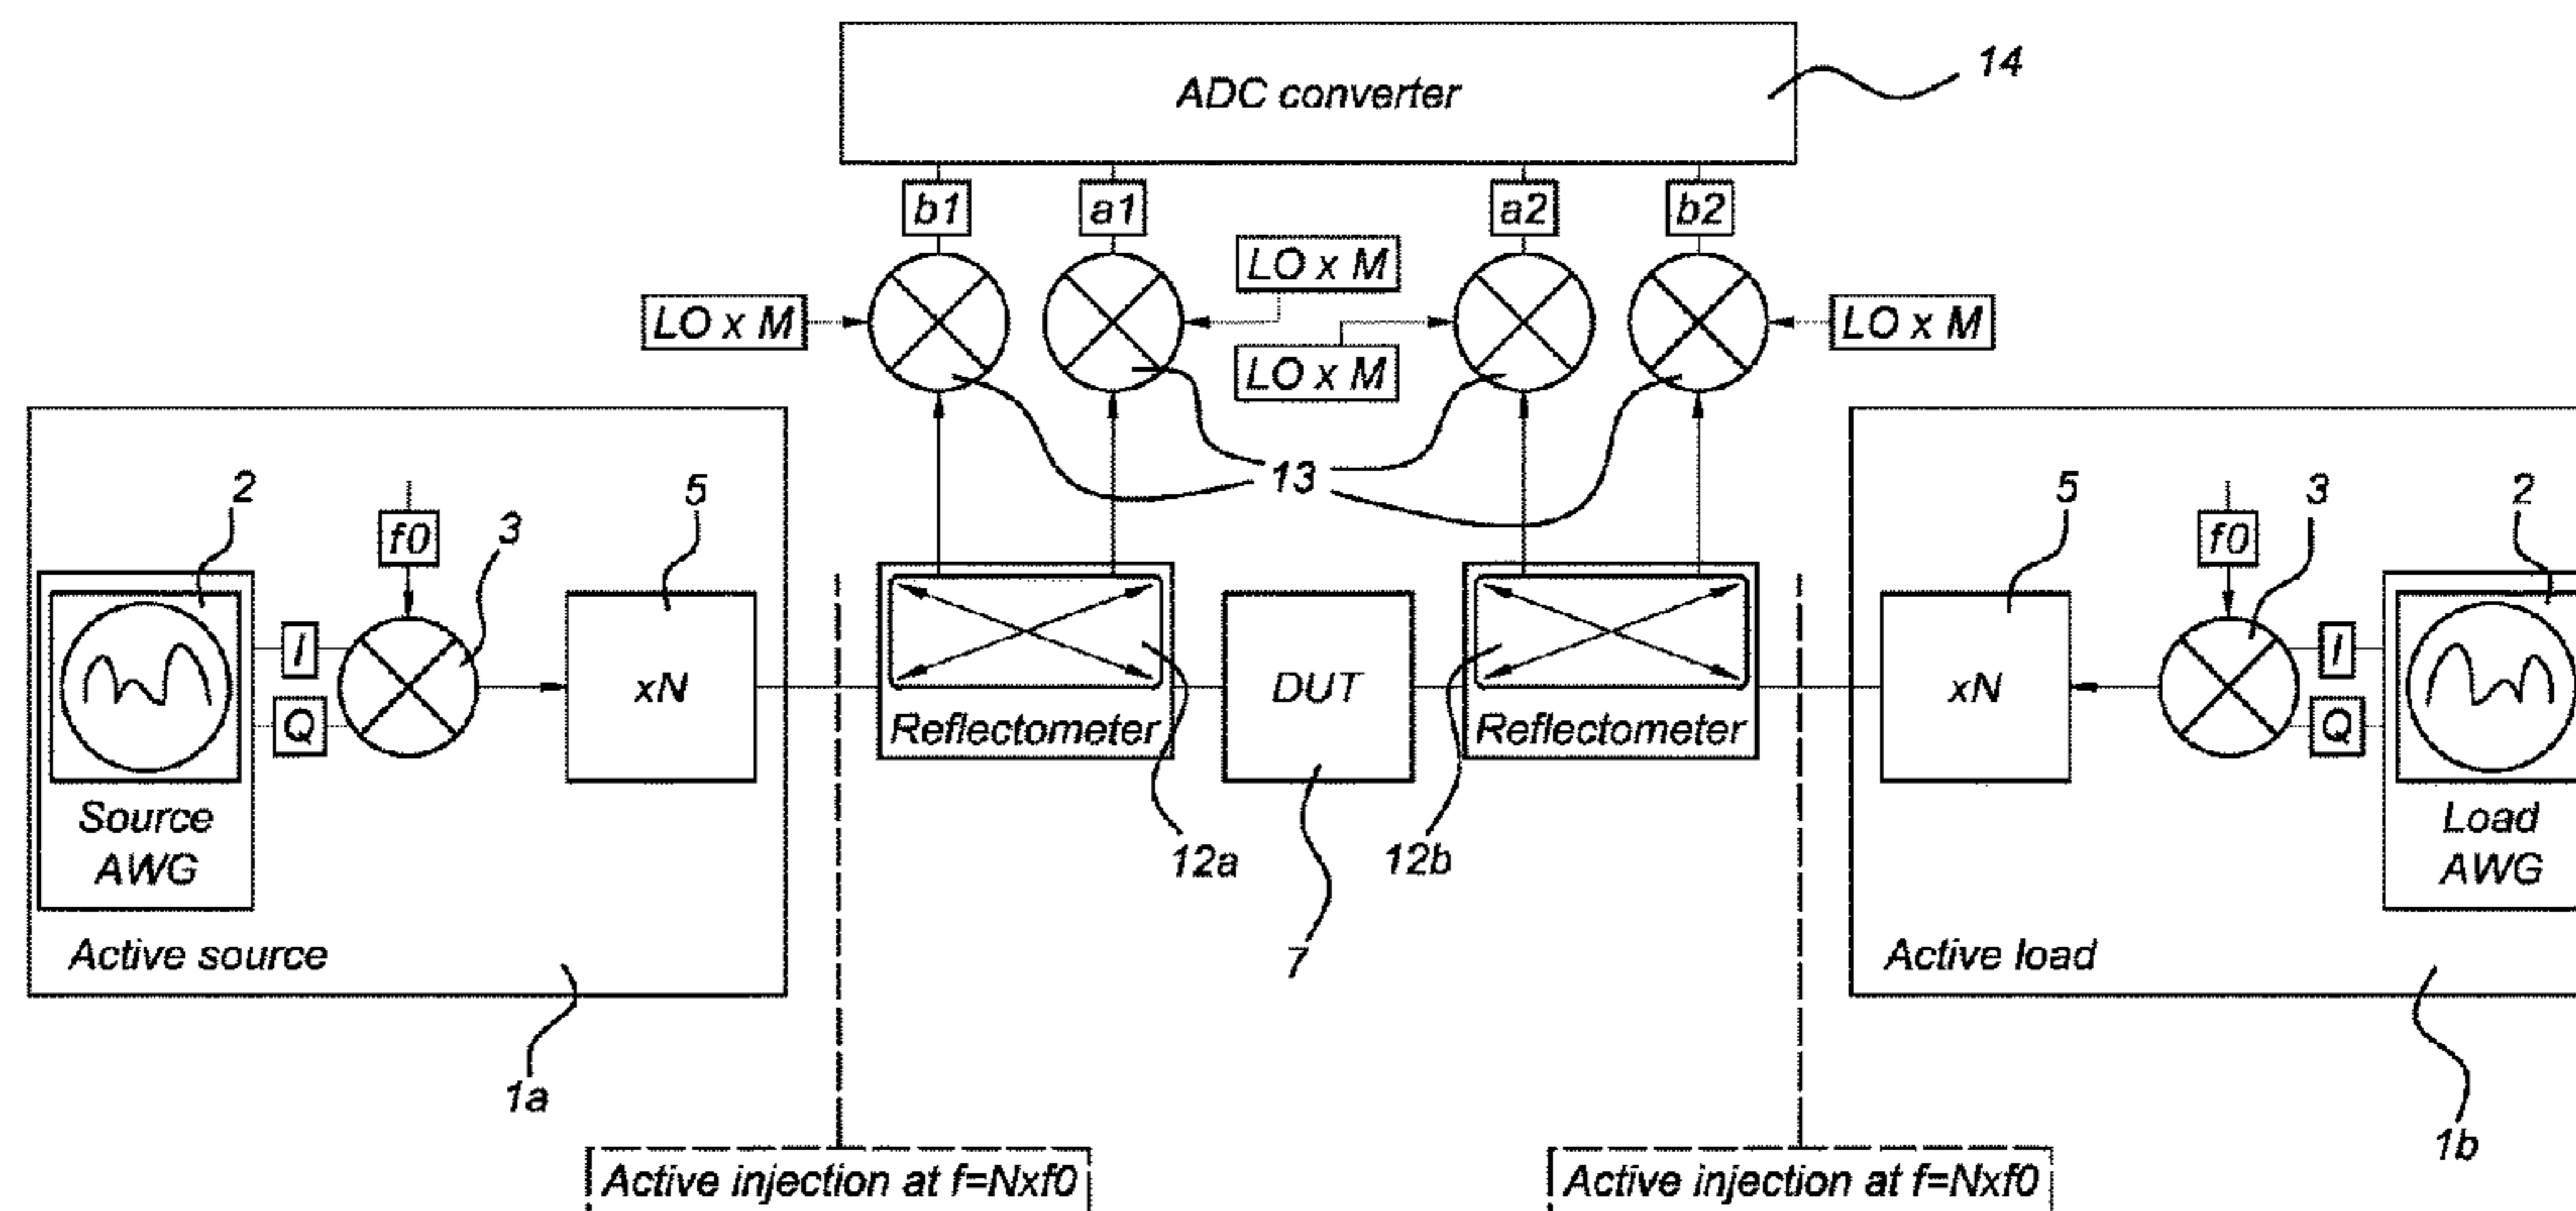 ADC converter
14
b1
a1
a2
b2
LO x M
LO x M
LO x M
LO x M
13
2
f0
3
5
I
Q
xN
Source
AWG
Active source
1a
Reflectometer
12a
DUT
7
Reflectometer
12b
5
f0
3
2
xN
I
Q
Load
AWG
Active load
1b
Active injection at f=Nxf0
Active injection at f=Nxf0